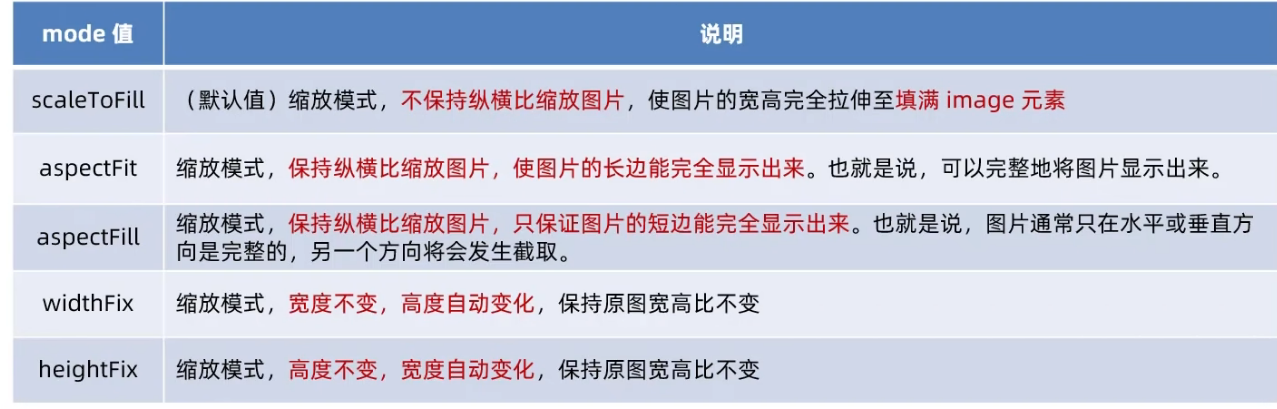 mode 值 说明
scaleToFill （默认值）缩放模式，不保持纵横比缩放图片，使图片的宽高完全拉伸至填满 image 元素
aspectFit 缩放模式，保持纵横比缩放图片，使图片的长边能完全显示出来。也就是说，可以完整地将图片显示出来。
aspectFill 缩放模式，保持纵横比缩放图片，只保证图片的短边能完全显示出来。也就是说，图片通常只在水平或垂直方
向是完整的，另一个方向将会发生截取。
widthFix 缩放模式，宽度不变，高度自动变化，保持原图宽高比不变
heightFix 缩放模式，高度不变，宽度自动变化，保持原图宽高比不变